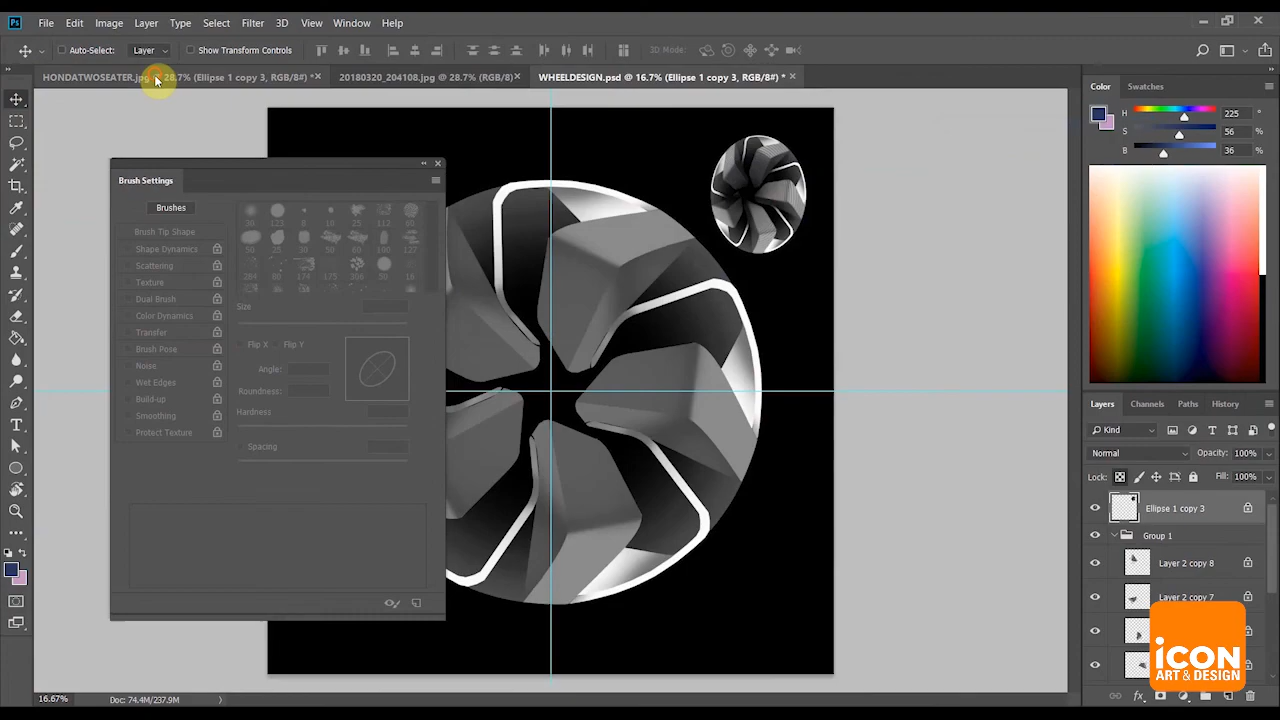 Ps File Edit Image Layer Type Select Filter 3D View Window Help
Auto-Select: Layer Show Transform Controls 3D Mode:
HONDATWOSEATER.jpg @ 28.7% (Ellipse 1 copy 3, RGB/8#) * 20180320_204108.jpg @ 28.7% (RGB/8) WHEELDESIGN.psd @ 16.7% (Ellipse 1 copy 3, RGB/8#) *
Color Swatches
H 225 °
S 56 %
B 36 %
Brush Settings
Brushes
Brush Tip Shape
Shape Dynamics
Scattering
Texture
Dual Brush
Color Dynamics
Transfer
Brush Pose
Noise
Wet Edges
Build-up
Smoothing
Protect Texture
Size
Flip X Flip Y
Angle:
Roundness:
Hardness
Spacing
Layers Channels Paths History
Kind
Normal Opacity: 100%
Lock: Fill: 100%
Ellipse 1 copy 3
Group 1
Layer 2 copy 8
Layer 2 copy 7
iCON
ART & DESIGN
fx
16.67% Doc: 74.4M/237.9M